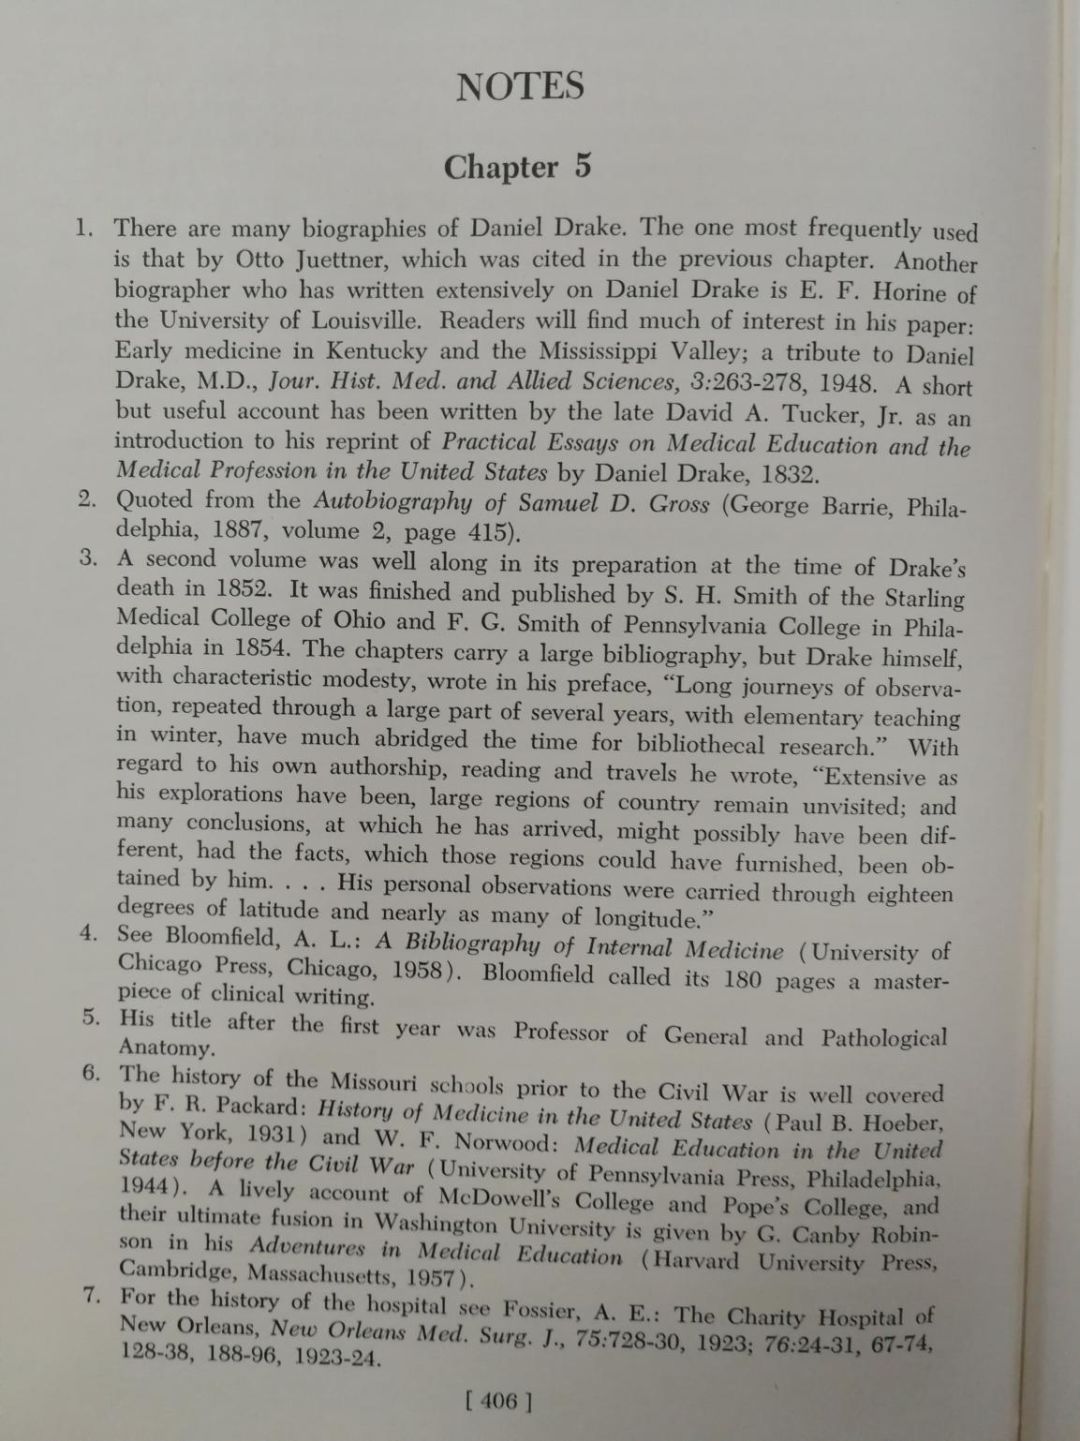 NOTES
Chapter 5
1. There are many biographies of Daniel Drake. The one most frequently used
is that by Otto Juettner, which was cited in the previous chapter. Another
biographer who has written extensively on Daniel Drake is E. F. Horine of
the University of Louisville. Readers will find much of interest in his paper:
Early medicine in Kentucky and the Mississippi Valley; a tribute to Daniel
Drake, M.D., Jour. Hist. Med. and Allied Sciences, 3:263-278, 1948. A short
but useful account has been written by the late David A. Tucker, Jr. as an
introduction to his reprint of Practical Essays on Medical Education and the
Medical Profession in the United States by Daniel Drake, 1832.
2. Quoted from the Autobiography of Samuel D. Gross (George Barrie, Phila-
delphia, 1887, volume 2, page 415).
3. A second volume was well along in its preparation at the time of Drake's
death in 1852. It was finished and published by S. H. Smith of the Starling
Medical College of Ohio and F. G. Smith of Pennsylvania College in Phila-
delphia in 1854. The chapters carry a large bibliography, but Drake himself,
with characteristic modesty, wrote in his preface, “Long journeys of observa-
tion, repeated through a large part of several years, with elementary teaching
in winter, have much abridged the time for bibliothecal research.” With
regard to his own authorship, reading and travels he wrote, “Extensive as
his explorations have been, large regions of country remain unvisited; and
many conclusions, at which he has arrived, might possibly have been dif-
ferent, had the facts, which those regions could have furnished, been ob-
tained by him. . . . His personal observations were carried through eighteen
degrees of latitude and nearly as many of longitude.”
4. See Bloomfield, A. L.: A Bibliography of Internal Medicine (University of
Chicago Press, Chicago, 1958). Bloomfield called its 180 pages a master-
piece of clinical writing.
5. His title after the first year was Professor of General and Pathological
Anatomy.
6. The history of the Missouri schools prior to the Civil War is well covered
by F. R. Packard: History of Medicine in the United States (Paul B. Hoeber,
New York, 1931) and W. F. Norwood: Medical Education in the United
States before the Civil War (University of Pennsylvania Press, Philadelphia,
1944). A lively account of McDowell's College and Pope's College, and
their ultimate fusion in Washington University is given by G. Canby Robin-
son in his Adventures in Medical Education (Harvard University Press,
Cambridge, Massachusetts, 1957).
7. For the history of the hospital see Fossier, A. E.: The Charity Hospital of
New Orleans, New Orleans Med. Surg. J., 75:728-30, 1923; 76:24-31, 67-74,
128-38, 188-96, 1923-24.
[ 406 ]